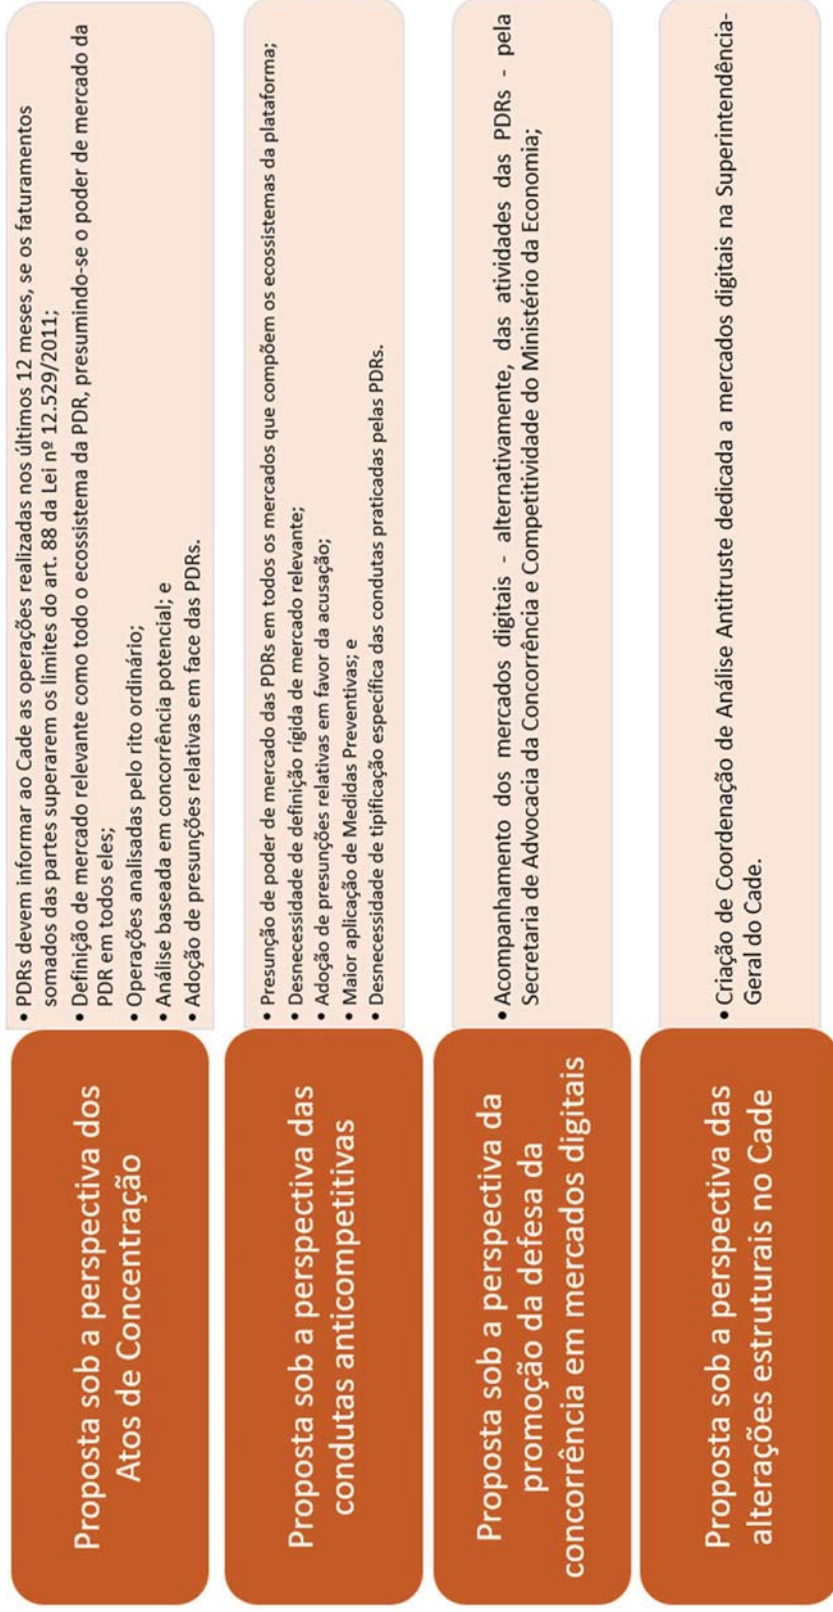 Proposta sob a perspectiva dos
Atos de Concentração
• PDRs devem informar ao Cade as operações realizadas nos últimos 12 meses, se os faturamentos
somados das partes superarem os limites do art. 88 da Lei nº 12.529/2011;
• Definição de mercado relevante como todo o ecossistema da PDR, presumindo-se o poder de mercado da
PDR em todos eles;
• Operações analisadas pelo rito ordinário;
• Análise baseada em concorrência potencial; e
• Adoção de presunções relativas em face das PDRs.
Proposta sob a perspectiva das
condutas anticompetitivas
• Presunção de poder de mercado das PDRs em todos os mercados que compõem os ecossistemas da plataforma;
• Desnecessidade de definição rígida de mercado relevante;
• Adoção de presunções relativas em favor da acusação;
• Maior aplicação de Medidas Preventivas; e
• Desnecessidade de tipificação específica das condutas praticadas pelas PDRs.
Proposta sob a perspectiva da
promoção da defesa da
concorrência em mercados digitais
• Acompanhamento dos mercados digitais - alternativamente, das atividades das PDRs - pela
Secretaria de Advocacia da Concorrência e Competitividade do Ministério da Economia;
Proposta sob a perspectiva das
alterações estruturais no Cade
• Criação de Coordenação de Análise Antitruste dedicada a mercados digitais na Superintendência-
Geral do Cade.